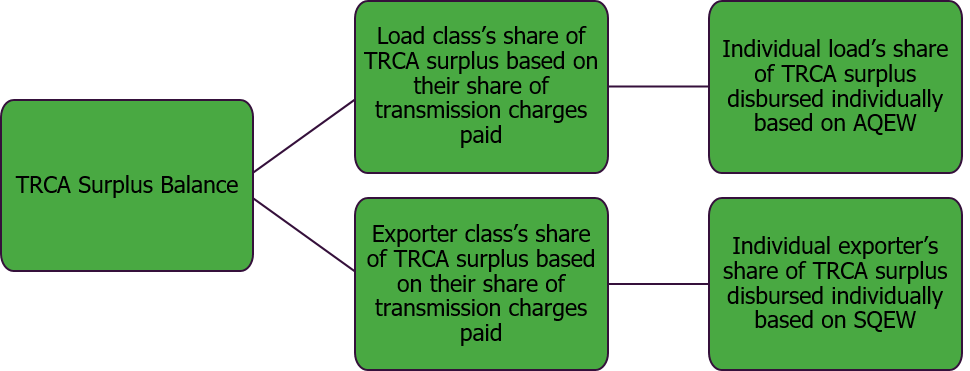 TRCA Surplus Balance
Load class’s share of
TRCA surplus based on
their share of
transmission charges
paid
Individual load’s share
of TRCA surplus
disbursed individually
based on AQEW
Exporter class’s share
of TRCA surplus based
on their share of
transmission charges
paid
Individual exporter’s
share of TRCA surplus
disbursed individually
based on SQEW